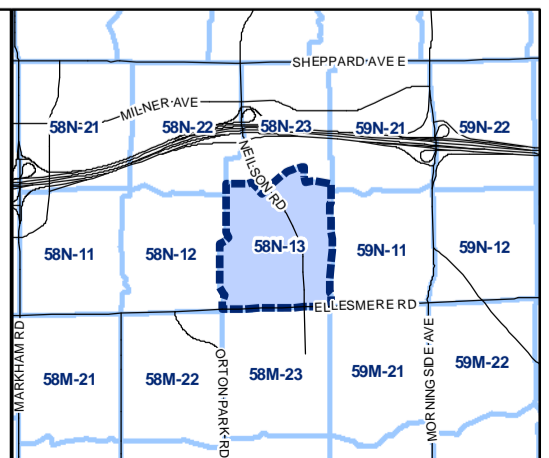 SHEPPARD AVE E
MILNER AVE
58N-21
58N-22
58N-23
59N-21
59N-22
NEILSON RD
58N-11
58N-12
58N-13
59N-11
59N-12
ELLESMERE RD
MARKHAM RD
ORTON PARK RD
MORNINGSIDE AVE
58M-21
58M-22
58M-23
59M-21
59M-22